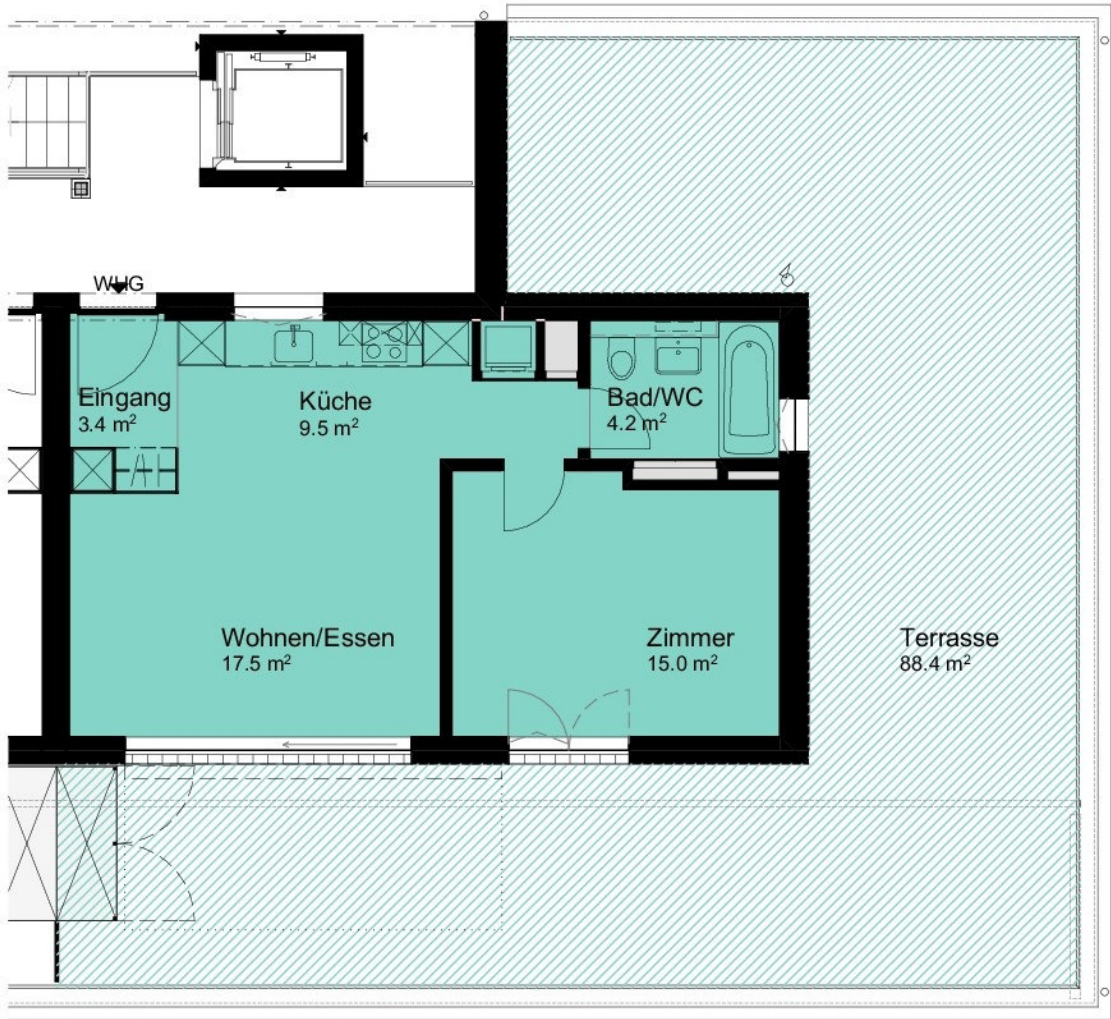 WHG
Eingang
3.4 m²
Küche
9.5 m²
Bad/WC
4.2 m²
Wohnen/Essen
17.5 m²
Zimmer
15.0 m²
Terrasse
88.4 m²